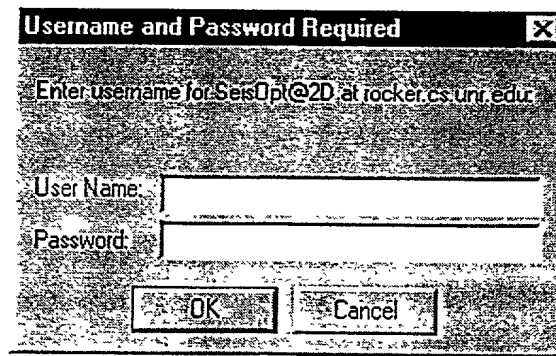 Username and Password Required
Enter username for SeisOpt@2D at rocker.cs.unr.edu:
User Name:
Password:
OK Cancel